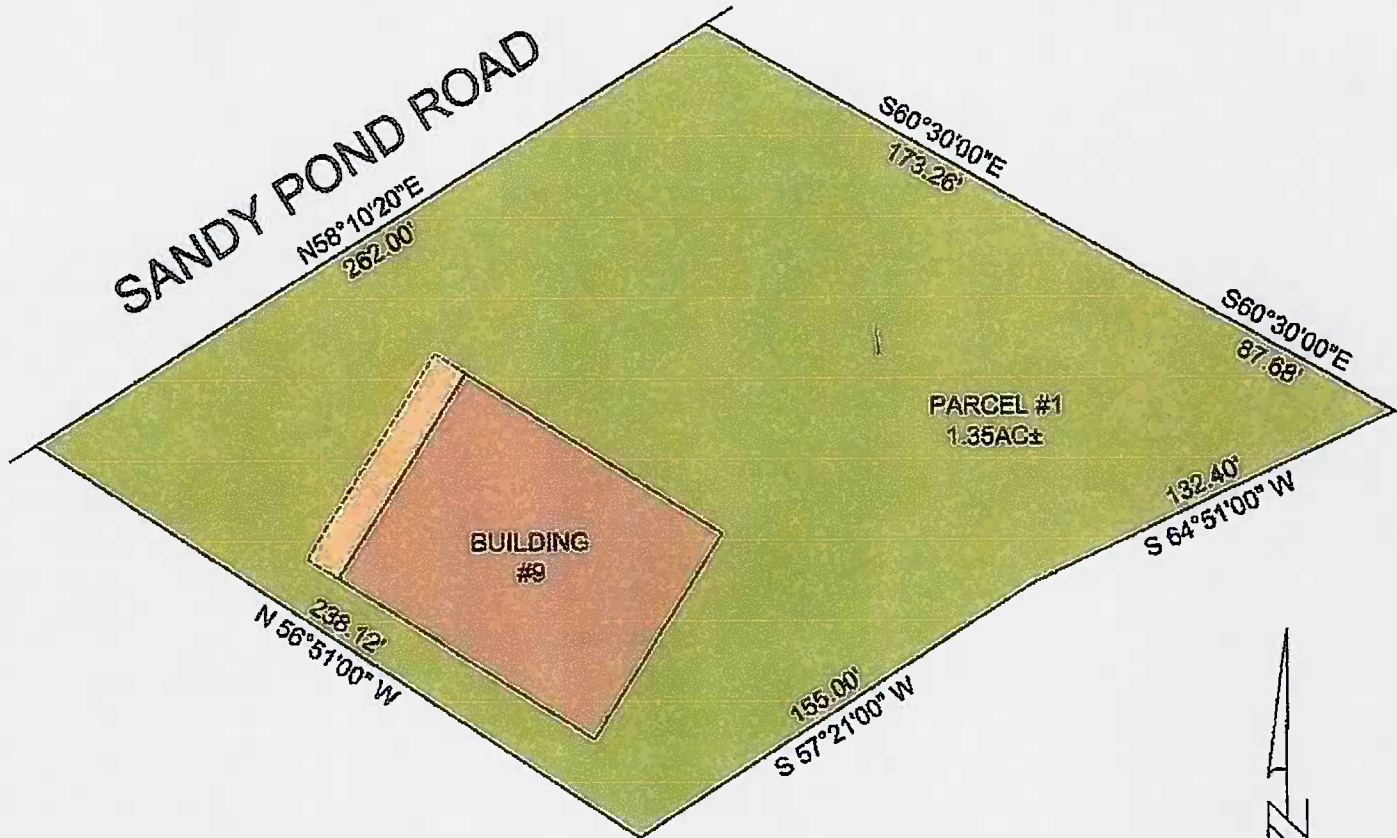 SANDY POND ROAD
N58°10'20"E
262.00'
S60°30'00"E
173.26'
S60°30'00"E
87.68'
PARCEL #1
1.35AC±
132.40'
S 64°51'00" W
BUILDING
#9
238.12'
N 56°51'00" W
155.00'
S 57°21'00" W
N